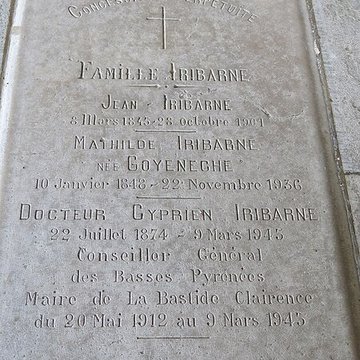 CONCESSION A PERPÉTUITÉ
FAMILLE IRIBARNE
JEAN IRIBARNE
8 Mars 1843-28 Octobre 1901
MATHILDE IRIBARNE
NÉE GOYENECHE
10 Janvier 1848 - 22 Novembre 1936
DOCTEUR CYPRIEN IRIBARNE
22 Juillet 1874 - 9 Mars 1945
Conseiller Général
des Basses Pyrénées
Maire de La Bastide Clairence
du 20 Mai 1912 au 9 Mars 1945